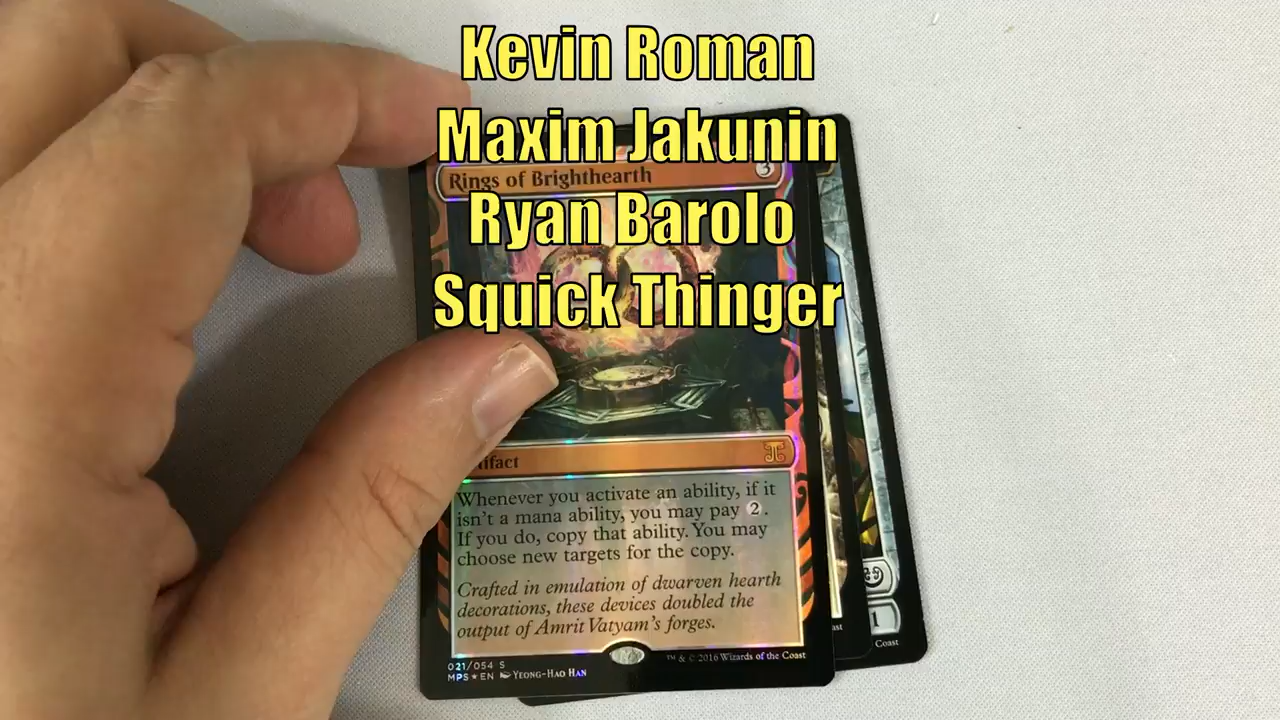 Kevin Roman
Maxim Jakunin
Rings of Brighthearth 3
Ryan Barolo
Squick Thinger
Whenever you activate an ability, if it
isn't a mana ability, you may pay 2.
If you do, copy that ability. You may
choose new targets for the copy.
Crafted in emulation of dwarven hearth
decorations, these devices doubled the
output of Amrit Vatyam's forges.
1
Coast
021/054 S
™ & © 2016 Wizards of the Coast
MPS★EN Yeong-Hao Han